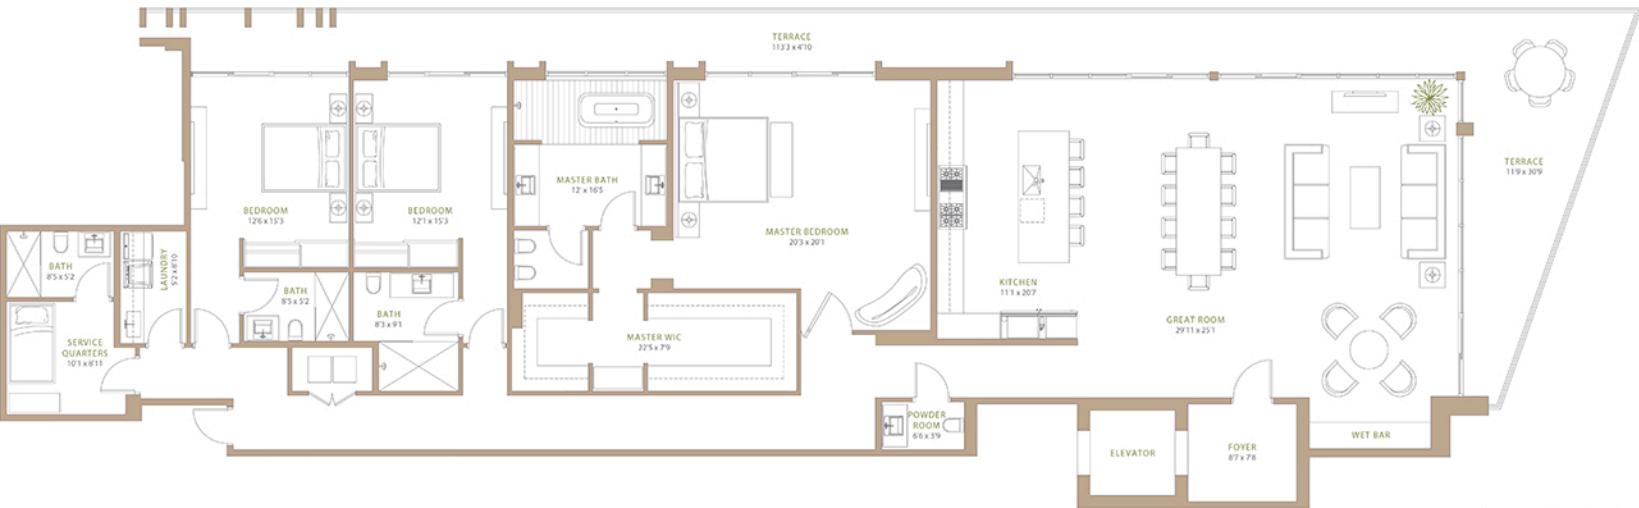 TERRACE
113'3 x 4'10
TERRACE
11'9 x 30'9
MASTER BATH
12' x 16'5
BEDROOM
12'6 x 15'3
BEDROOM
12'1 x 15'3
MASTER BEDROOM
20'3 x 20'1
BATH
8'5 x 5'2
LAUNDRY
5'2 x 8'10
BATH
8'5 x 5'2
BATH
8'3 x 9'1
KITCHEN
11'1 x 20'7
GREAT ROOM
29'11 x 25'1
MASTER WIC
22'5 x 7'9
SERVICE
QUARTERS
10'1 x 8'11
POWDER
ROOM
6'6 x 3'9
WET BAR
ELEVATOR
FOYER
8'7 x 7'8